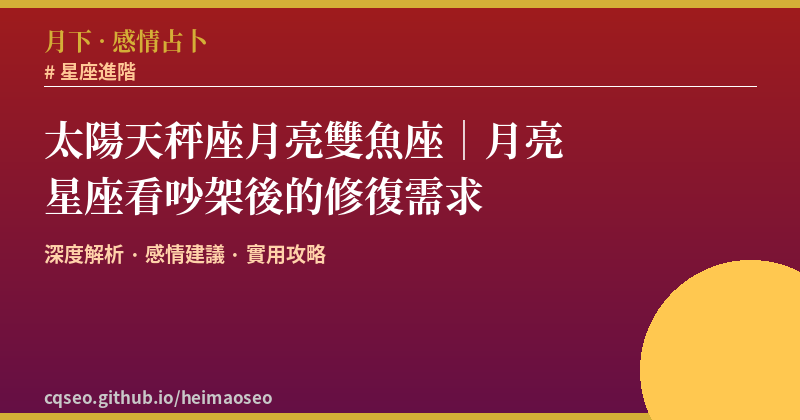 月下 · 感情占卜
# 星座進階
太陽天秤座月亮雙魚座｜月亮
星座看吵架後的修復需求
深度解析 · 感情建議 · 實用攻略
cqseo.github.io/heimaoseo